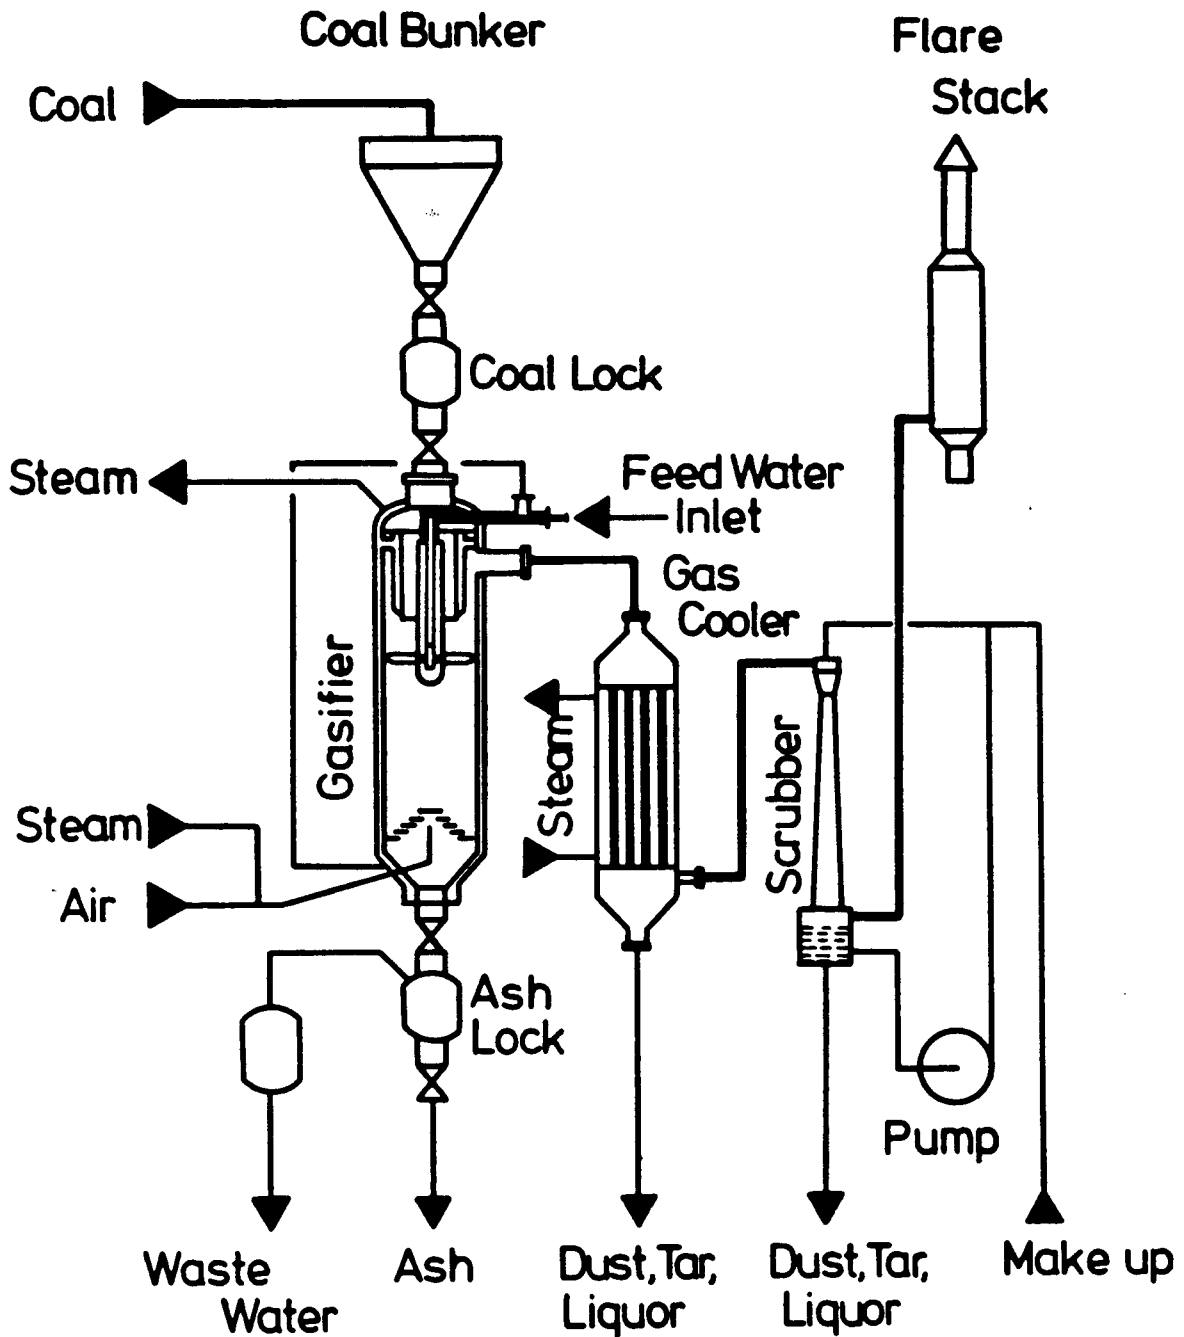 Coal Bunker
Flare
Stack
Coal
Coal Lock
Steam
Feed Water
Inlet
Gas
Cooler
Gasifier
Steam
Scrubber
Steam
Air
Ash
Lock
Pump
Waste
Water
Ash
Dust, Tar,
Liquor
Dust, Tar,
Liquor
Make up